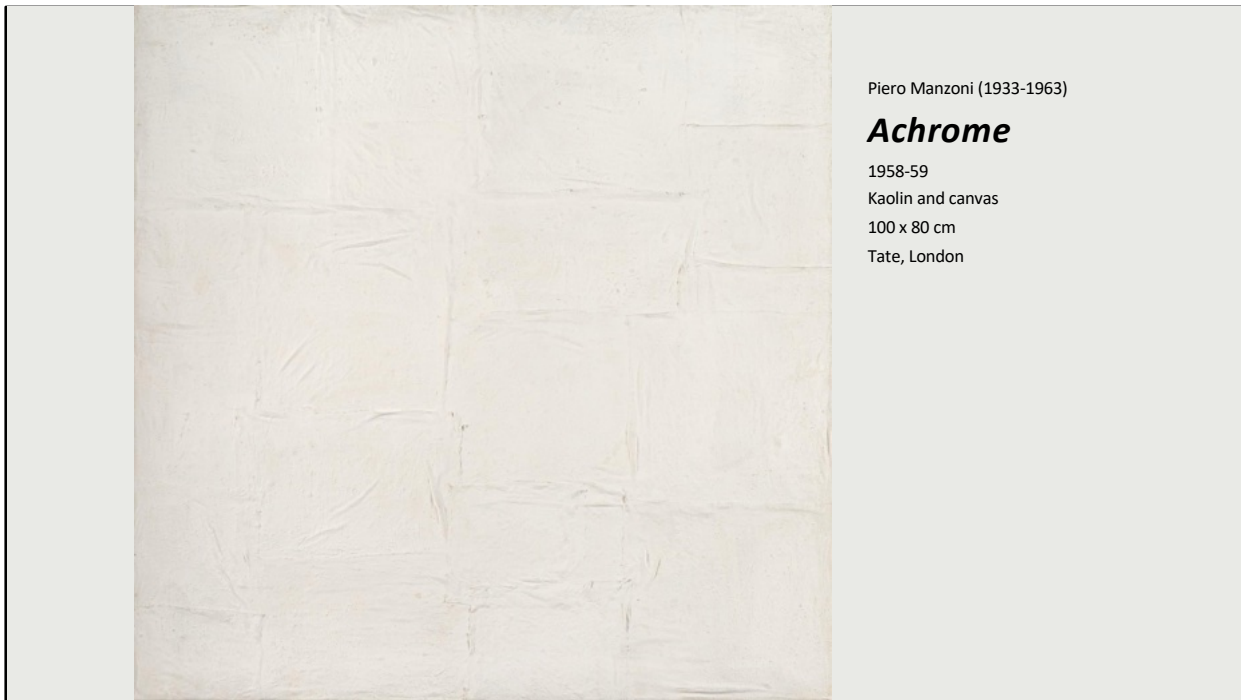 Piero Manzoni (1933-1963)
Achrome
1958-59
Kaolin and canvas
100 x 80 cm
Tate, London